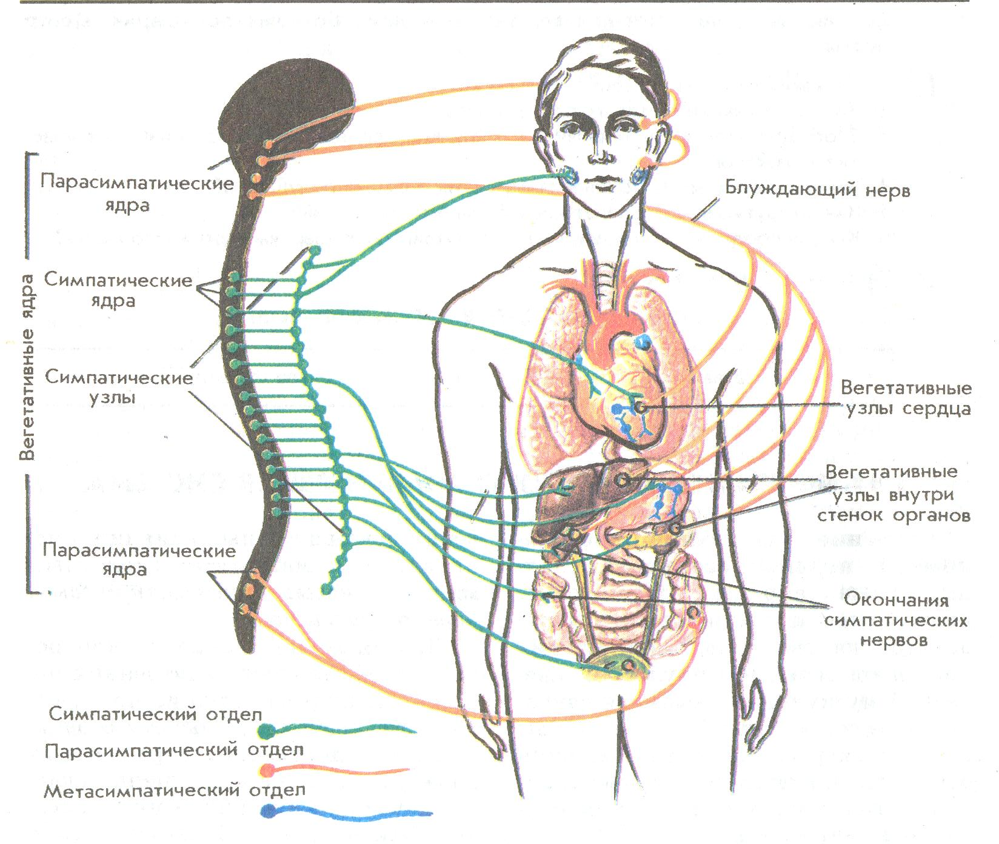 Парасимпатические
ядра
Симпатические
ядра
Симпатические
узлы
Парасимпатические
ядра
Вегетативные ядра
Блуждающий нерв
Вегетативные
узлы сердца
Вегетативные
узлы внутри
стенок органов
Окончания
симпатических
нервов
Симпатический отдел
Парасимпатический отдел
Метасимпатический отдел